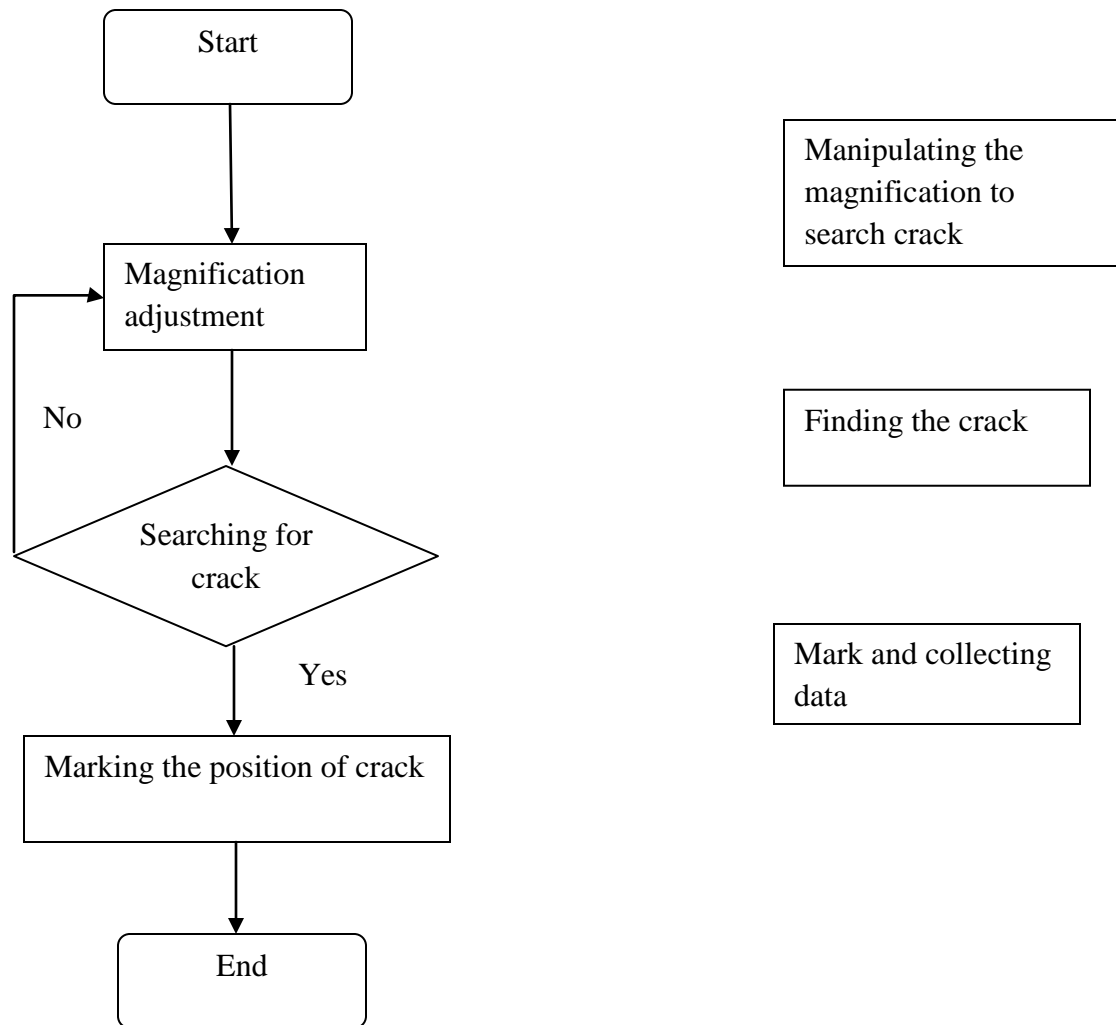 Start
Magnification
adjustment
No
Searching for
crack
Yes
Marking the position of crack
End
Manipulating the
magnification to
search crack
Finding the crack
Mark and collecting
data